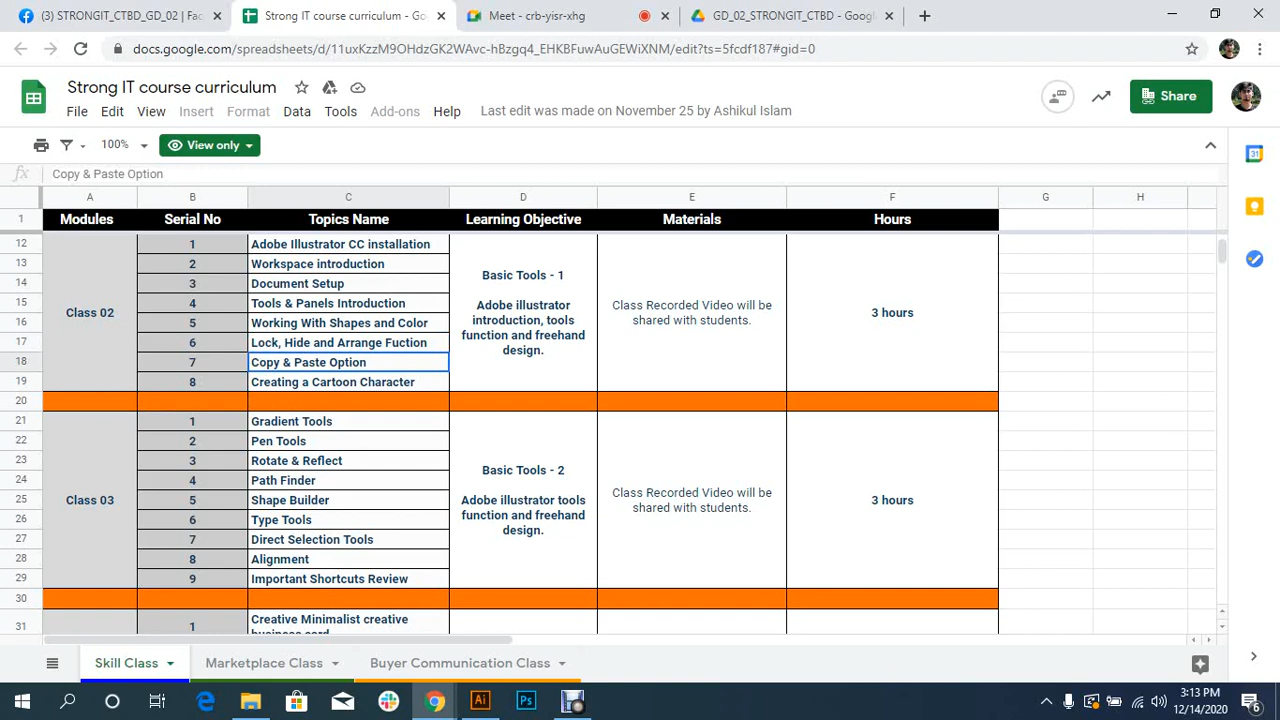 (3) STRONGIT_CTBD_GD_02 | Fac
Strong IT course curriculum - Go
Meet - crb-yisr-xhg
GD_02_STRONGIT_CTBD - Google
docs.google.com/spreadsheets/d/11uxKzzM9OHdzGK2WAvc-hBzgq4_EHKBFuwAuGEWiXNM/edit?ts=5fcdf187#gid=0
Strong IT course curriculum
File Edit View Insert Format Data Tools Add-ons Help Last edit was made on November 25 by Ashikul Islam
Share
100% View only
fx Copy & Paste Option
A B C D E F G H
1 Modules Serial No Topics Name Learning Objective Materials Hours
12 1 Adobe Illustrator CC installation
13 2 Workspace introduction
14 3 Document Setup
15 4 Tools & Panels Introduction
16 5 Working With Shapes and Color
17 6 Lock, Hide and Arrange Fuction
18 7 Copy & Paste Option
19 8 Creating a Cartoon Character
Class 02
Basic Tools - 1
Adobe illustrator
introduction, tools
function and freehand
design.
Class Recorded Video will be
shared with students.
3 hours
20
21 1 Gradient Tools
22 2 Pen Tools
23 3 Rotate & Reflect
24 4 Path Finder
25 5 Shape Builder
26 6 Type Tools
27 7 Direct Selection Tools
28 8 Alignment
29 9 Important Shortcuts Review
Class 03
Basic Tools - 2
Adobe illustrator tools
function and freehand
design.
Class Recorded Video will be
shared with students.
3 hours
30
31 1 Creative Minimalist creative
business card
Skill Class Marketplace Class Buyer Communication Class
31
Ai Ps
3:13 PM
12/14/2020
6